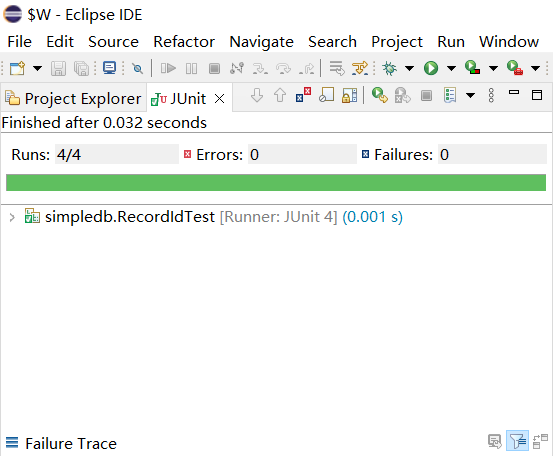 $W - Eclipse IDE
File Edit Source Refactor Navigate Search Project Run Window
Project Explorer JUnit
Finished after 0.032 seconds
Runs: 4/4 Errors: 0 Failures: 0
simpledb.RecordIdTest [Runner: JUnit 4] (0.001 s)
Failure Trace